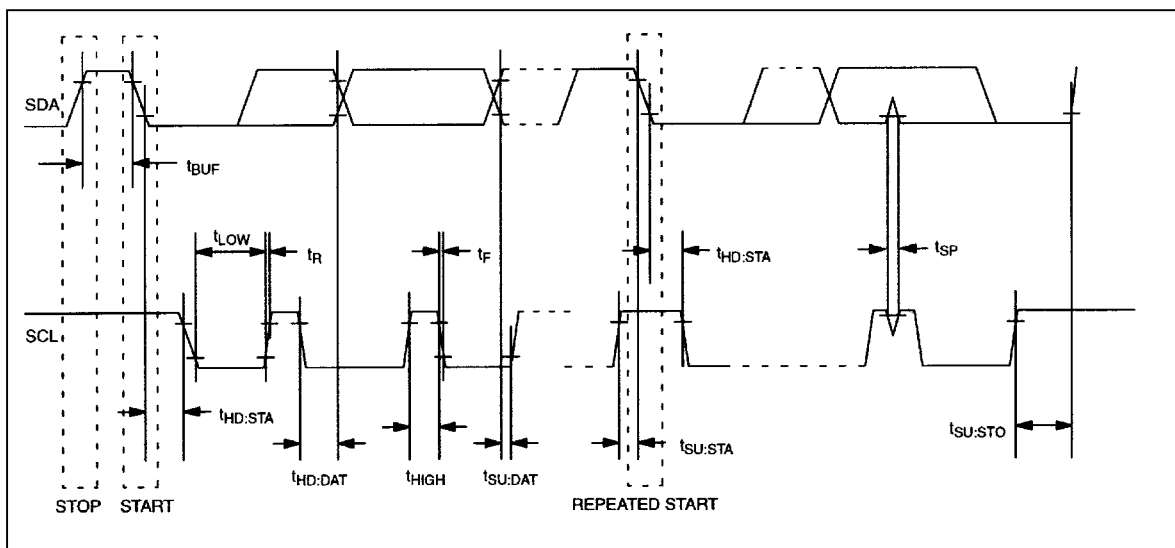 SDA
tBUF
tLOW
tR
tF
tHD:STA
tSP
SCL
tHD:STA
tSU:STA
tSU:STO
tHD:DAT
tHIGH
tSU:DAT
STOP
START
REPEATED START